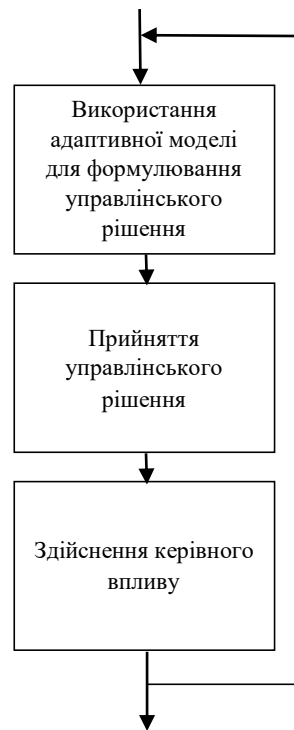 Використання
адаптивної моделі
для формулювання
управлінського
рішення
Прийняття
управлінського
рішення
Здійснення керівного
впливу